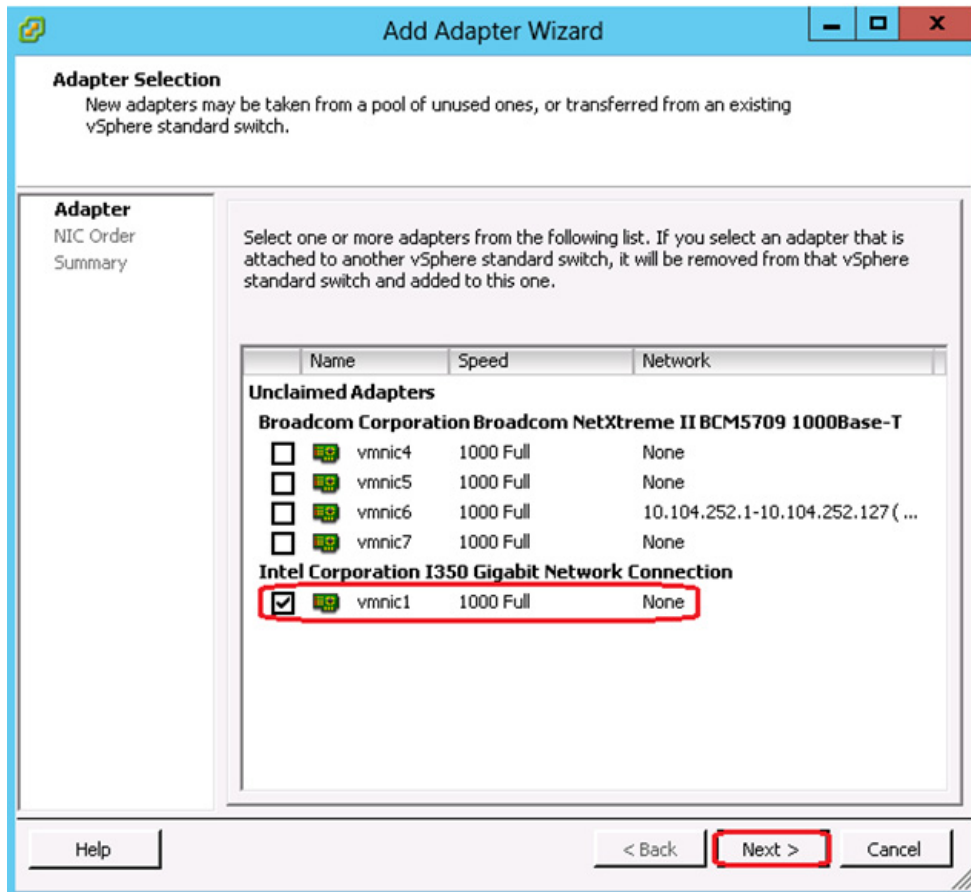 Add Adapter Wizard
Adapter Selection
New adapters may be taken from a pool of unused ones, or transferred from an existing
vSphere standard switch.
Adapter
NIC Order
Summary
Select one or more adapters from the following list. If you select an adapter that is
attached to another vSphere standard switch, it will be removed from that vSphere
standard switch and added to this one.
Name Speed Network
Unclaimed Adapters
Broadcom Corporation Broadcom NetXtreme II BCM5709 1000Base-T
vmnic4 1000 Full None
vmnic5 1000 Full None
vmnic6 1000 Full 10.104.252.1-10.104.252.127 ( ...
vmnic7 1000 Full None
Intel Corporation I350 Gigabit Network Connection
vmnic1 1000 Full None
Help < Back Next > Cancel